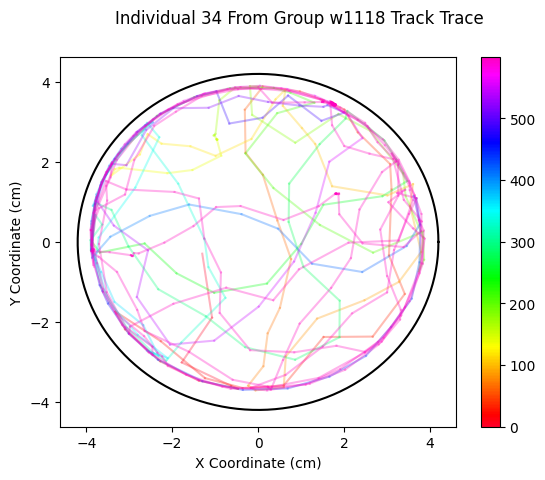 Individual 34 From Group w1118 Track Trace
4
2
0
−2
−4
Y Coordinate (cm)
−4 −2 0 2 4
X Coordinate (cm)
500
400
300
200
100
0